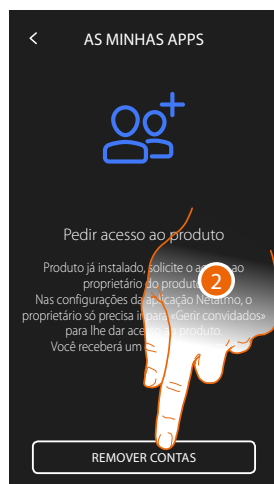 AS MINHAS APPS
Pedir acesso ao produto
Produto já instalado, solicite o ao
proprietário do produto
2
Nas configurações da aplicação Netatmo, o
proprietário só precisa ir para «Gerir convidados»
para lhe dar acesso ao produto.
Você receberá um
REMOVER CONTAS